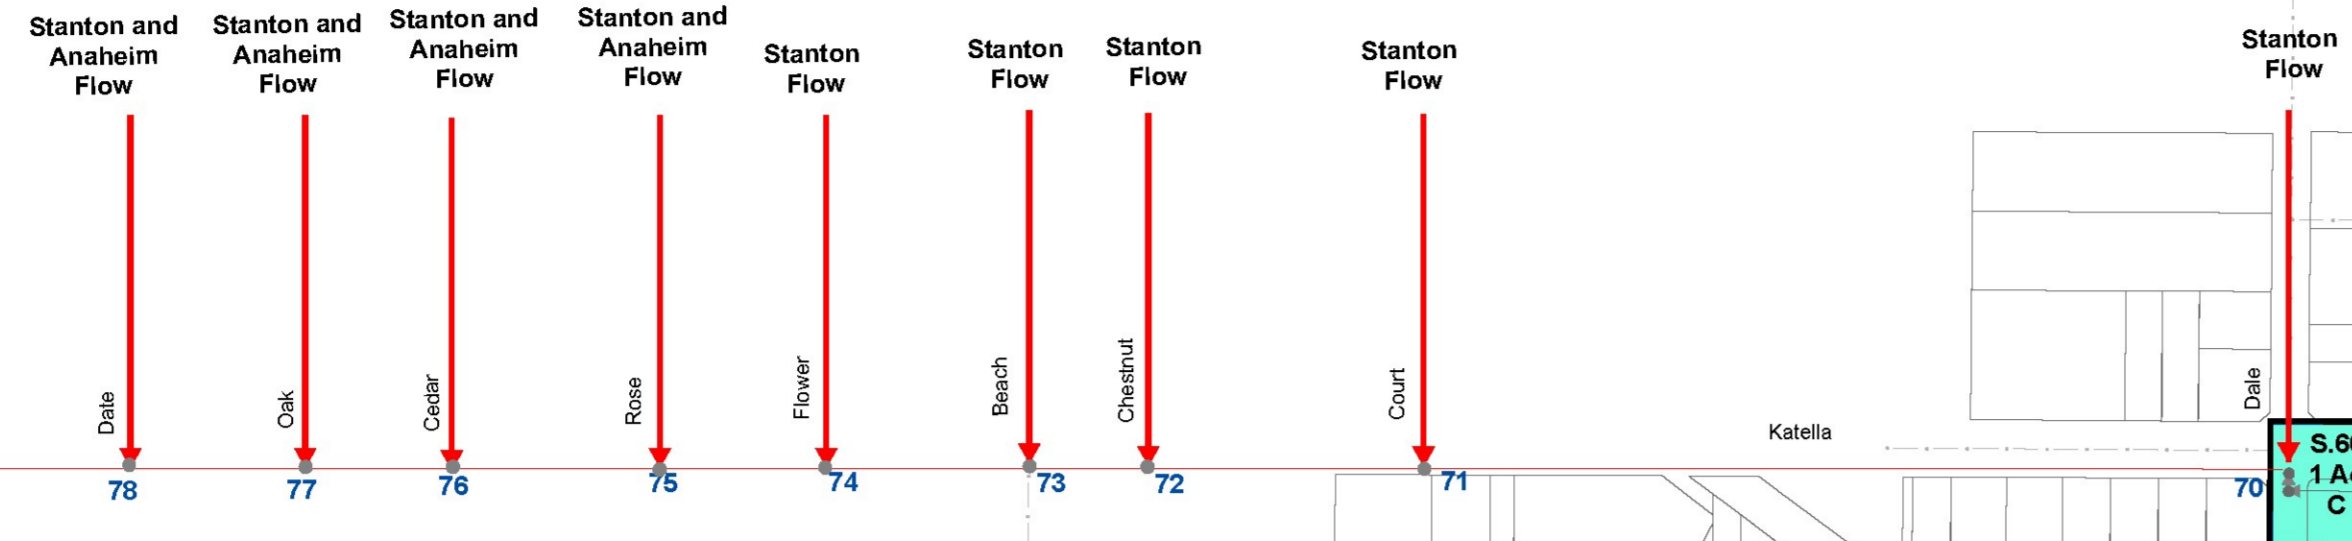 Stanton and
Anaheim
Flow
Stanton and
Anaheim
Flow
Stanton and
Anaheim
Flow
Stanton and
Anaheim
Flow
Stanton
Flow
Stanton
Flow
Stanton
Flow
Stanton
Flow
Stanton
Flow
Date
Oak
Cedar
Rose
Flower
Beach
Chestnut
Court
Katella
Dale
78
77
76
75
74
73
72
71
70
1 A
C